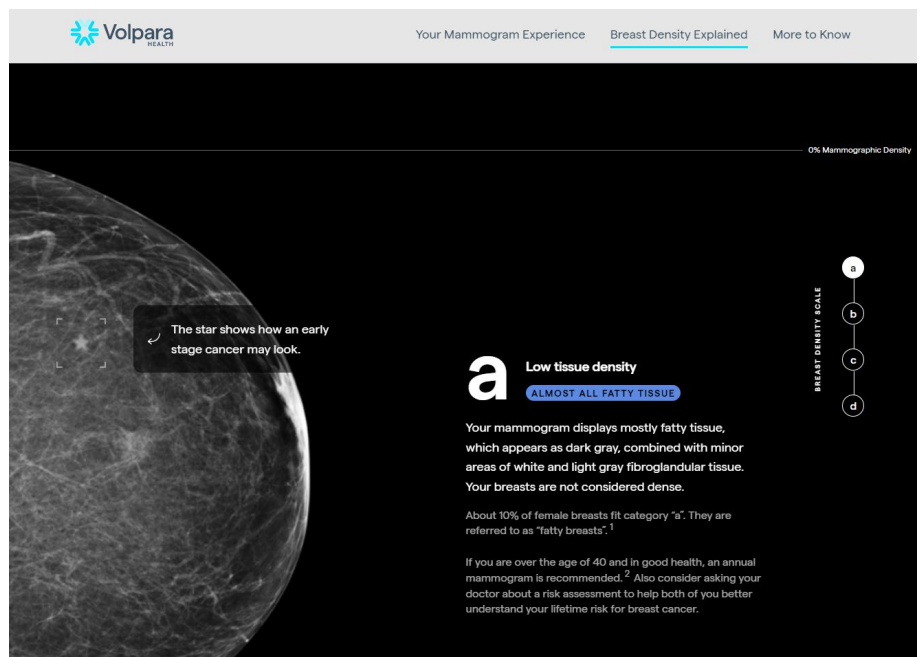 Volpara
HEALTH
Your Mammogram Experience
Breast Density Explained
More to Know
0% Mammographic Density
The star shows how an early
stage cancer may look.
a
Low tissue density
ALMOST ALL FATTY TISSUE
Your mammogram displays mostly fatty tissue,
which appears as dark gray, combined with minor
areas of white and light gray fibroglandular tissue.
Your breasts are not considered dense.
About 10% of female breasts fit category “a”. They are
referred to as “fatty breasts”. 1
If you are over the age of 40 and in good health, an annual
mammogram is recommended. 2 Also consider asking your
doctor about a risk assessment to help both of you better
understand your lifetime risk for breast cancer.
BREAST DENSITY SCALE
a
b
c
d